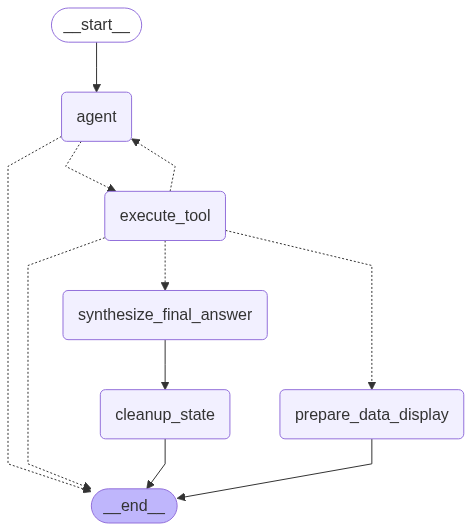 __start__
agent
execute_tool
synthesize_final_answer
cleanup_state
prepare_data_display
__end__